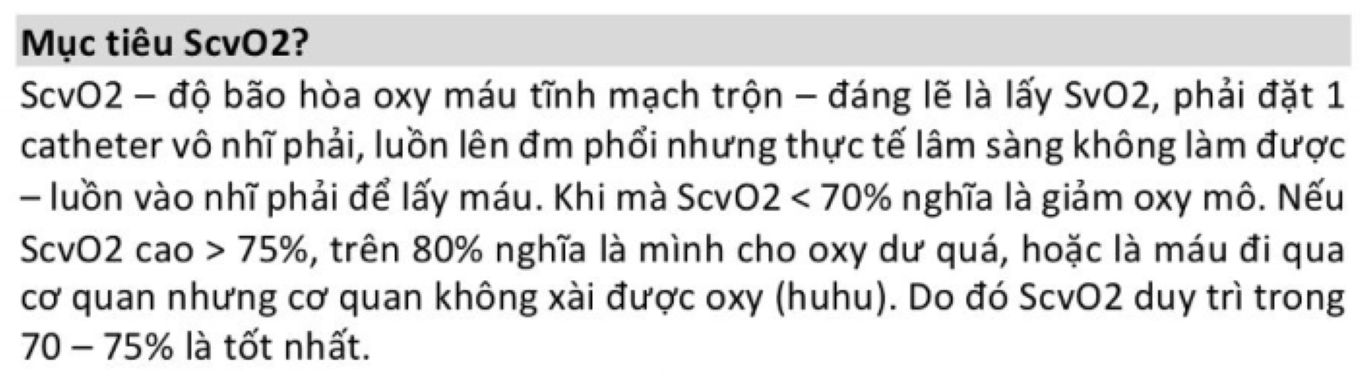 Mục tiêu ScvO2?
ScvO2 – độ bão hòa oxy máu tĩnh mạch trộn – đáng lẽ là lấy SvO2, phải đặt 1
catheter vô nhĩ phải, luồn lên đm phổi nhưng thực tế lâm sàng không làm được
– luồn vào nhĩ phải để lấy máu. Khi mà ScvO2 < 70% nghĩa là giảm oxy mô. Nếu
ScvO2 cao > 75%, trên 80% nghĩa là mình cho oxy dư quá, hoặc là máu đi qua
cơ quan nhưng cơ quan không xài được oxy (huhu). Do đó ScvO2 duy trì trong
70 – 75% là tốt nhất.